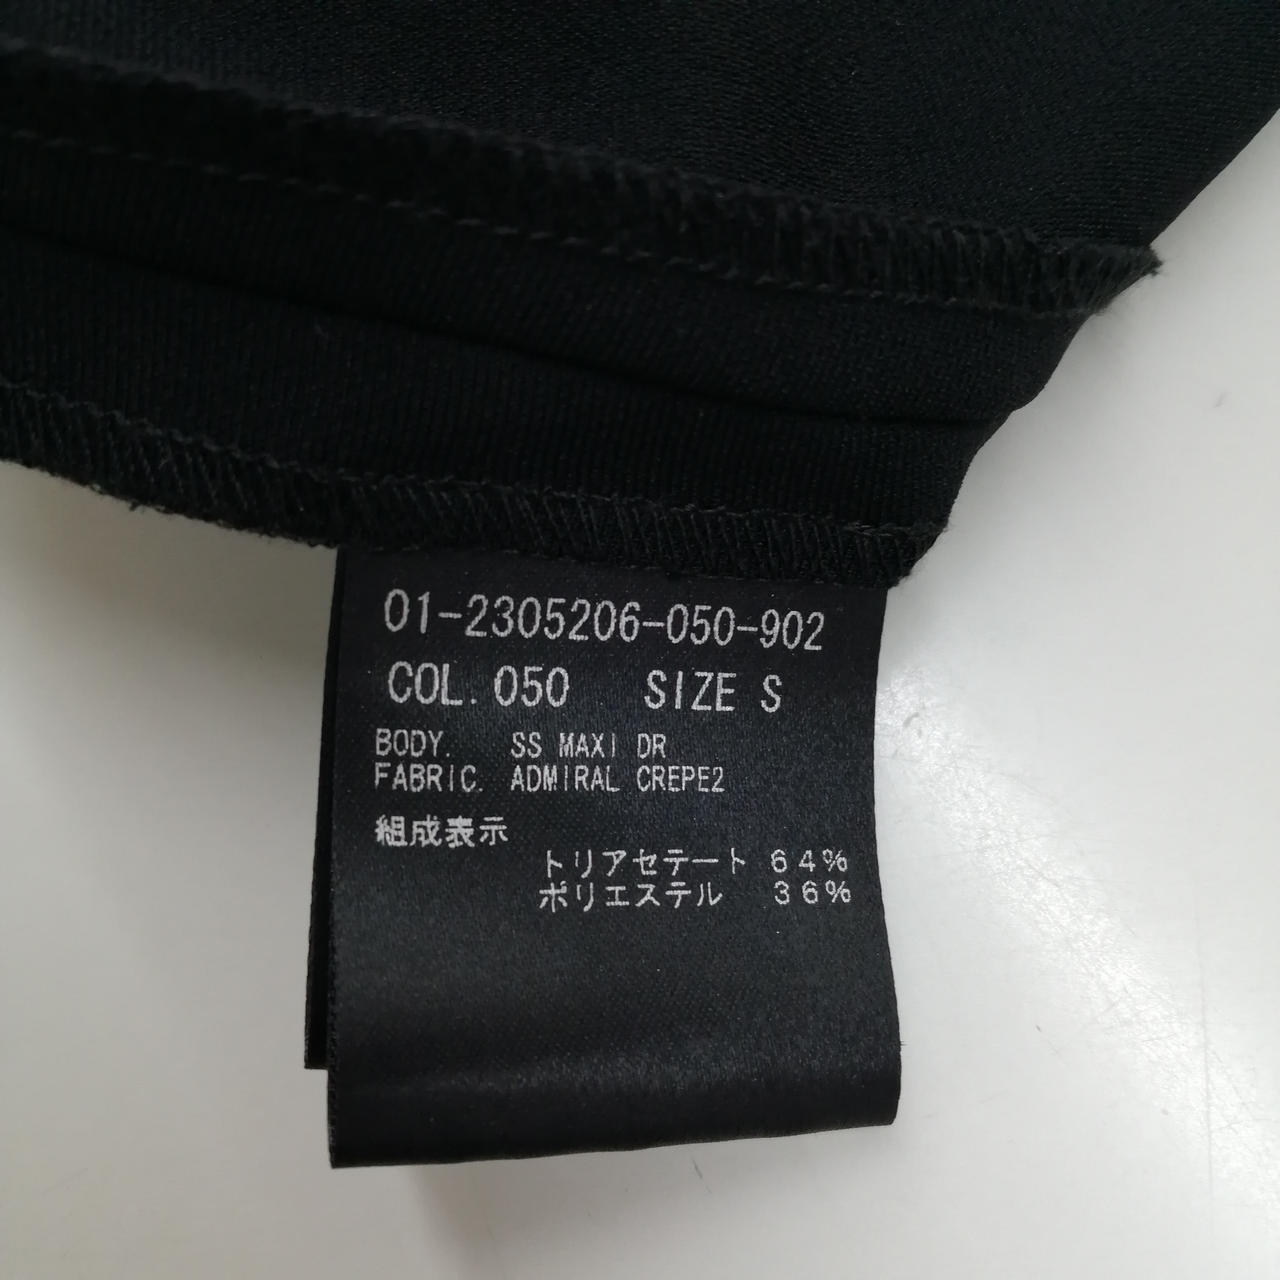 01-2305206-050-902
COL. 050 SIZE S
BODY. SS MAXI DR
FABRIC. ADMIRAL CREPE2
組成表示
トリアセテート 64%
ポリエステル 36%